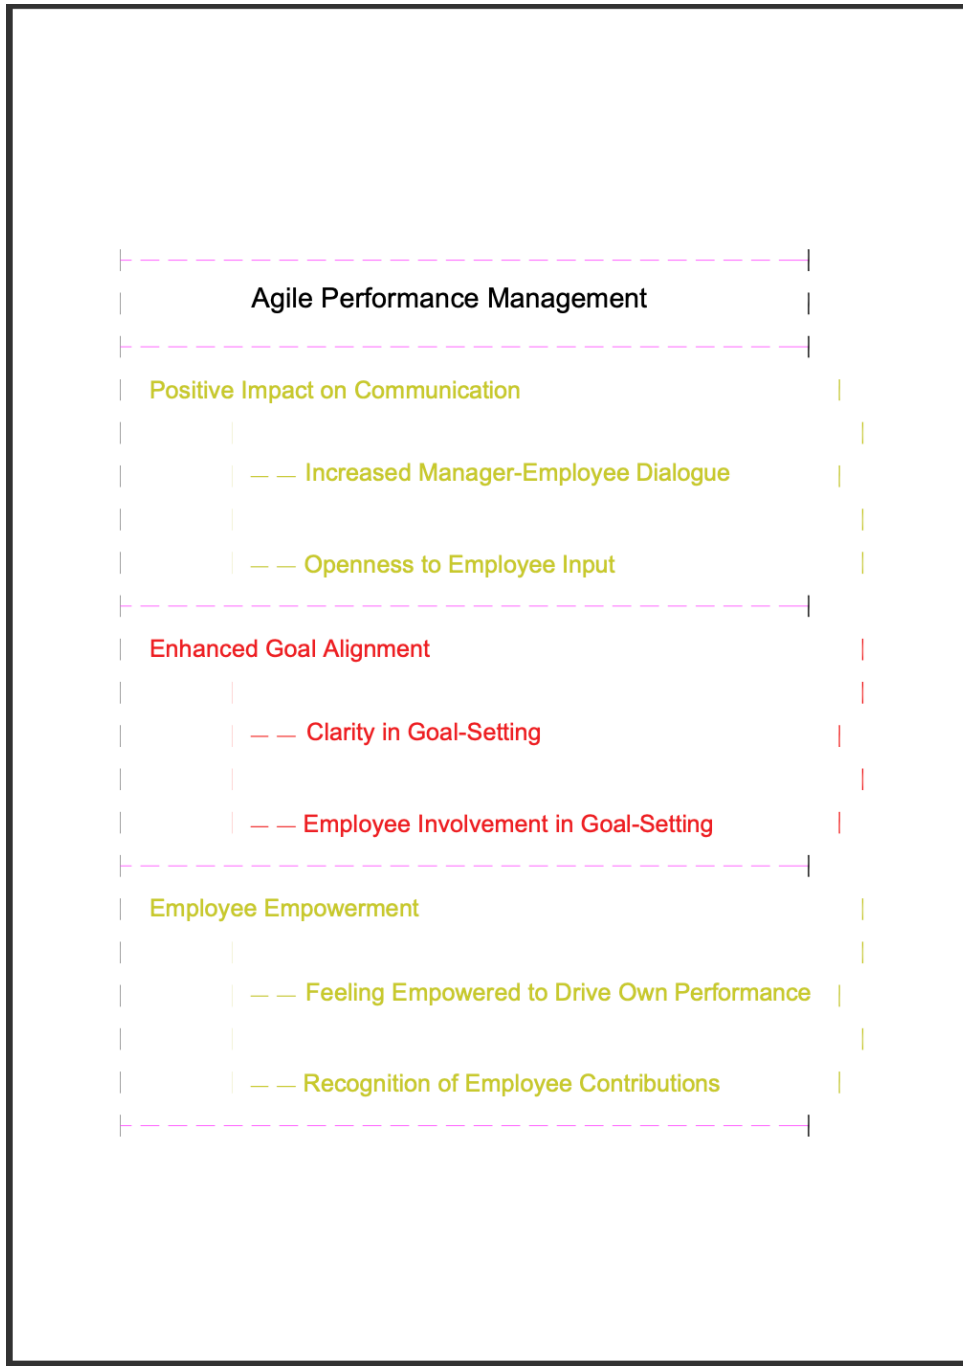 Agile Performance Management
Positive Impact on Communication
Increased Manager-Employee Dialogue
Openness to Employee Input
Enhanced Goal Alignment
Clarity in Goal-Setting
Employee Involvement in Goal-Setting
Employee Empowerment
Feeling Empowered to Drive Own Performance
Recognition of Employee Contributions